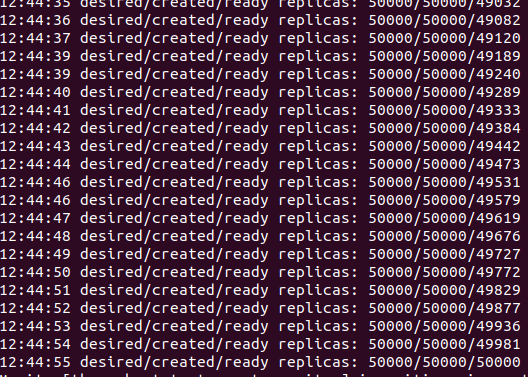 12:44:35 desired/created/ready replicas: 50000/50000/49032
12:44:36 desired/created/ready replicas: 50000/50000/49082
12:44:37 desired/created/ready replicas: 50000/50000/49120
12:44:39 desired/created/ready replicas: 50000/50000/49189
12:44:39 desired/created/ready replicas: 50000/50000/49240
12:44:40 desired/created/ready replicas: 50000/50000/49289
12:44:41 desired/created/ready replicas: 50000/50000/49333
12:44:42 desired/created/ready replicas: 50000/50000/49384
12:44:43 desired/created/ready replicas: 50000/50000/49442
12:44:44 desired/created/ready replicas: 50000/50000/49473
12:44:46 desired/created/ready replicas: 50000/50000/49531
12:44:46 desired/created/ready replicas: 50000/50000/49579
12:44:47 desired/created/ready replicas: 50000/50000/49619
12:44:48 desired/created/ready replicas: 50000/50000/49676
12:44:49 desired/created/ready replicas: 50000/50000/49727
12:44:50 desired/created/ready replicas: 50000/50000/49772
12:44:51 desired/created/ready replicas: 50000/50000/49829
12:44:52 desired/created/ready replicas: 50000/50000/49877
12:44:53 desired/created/ready replicas: 50000/50000/49936
12:44:54 desired/created/ready replicas: 50000/50000/49981
12:44:55 desired/created/ready replicas: 50000/50000/50000